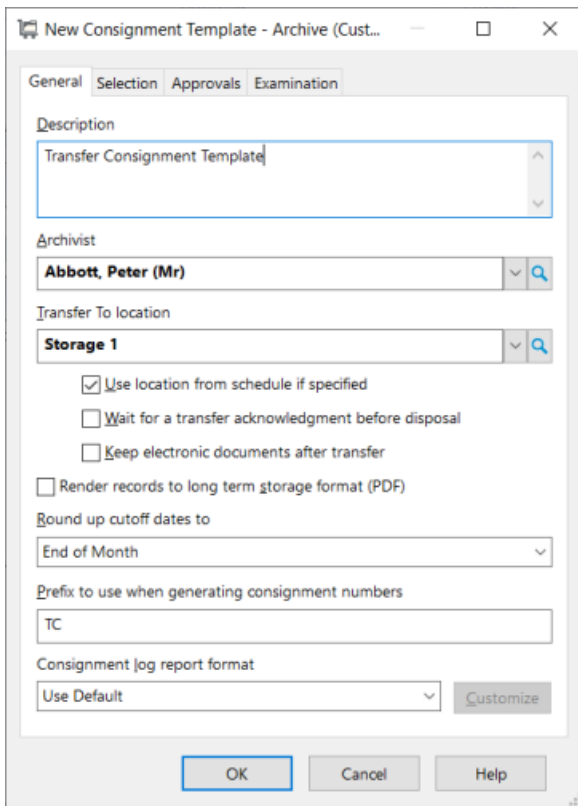 New Consignment Template - Archive (Cust...
General Selection Approvals Examination
Description
Transfer Consignment Template
Archivist
Abbott, Peter (Mr)
Transfer To location
Storage 1
Use location from schedule if specified
Wait for a transfer acknowledgment before disposal
Keep electronic documents after transfer
Render records to long term storage format (PDF)
Round up cutoff dates to
End of Month
Prefix to use when generating consignment numbers
TC
Consignment log report format
Use Default
Customize
OK Cancel Help